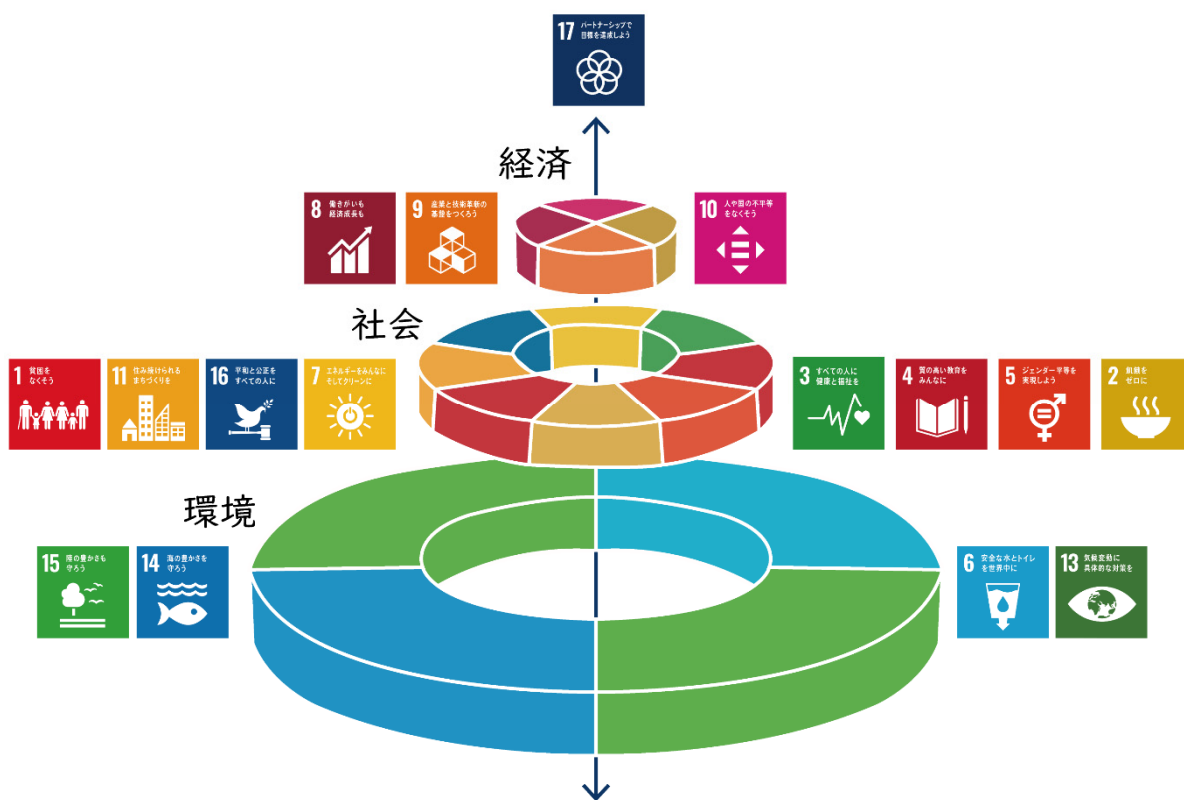 17 パートナーシップで
目標を達成しよう
経済
8 働きがいも
経済成長も
9 産業と技術革新の
基盤をつくろう
10 人や国の不平等
をなくそう
社会
1 貧困を
なくそう
11 住み続けられる
まちづくりを
16 平和と公正を
すべての人に
7 エネルギーをみんなに
そしてクリーンに
3 すべての人に
健康と福祉を
4 質の高い教育を
みんなに
5 ジェンダー平等を
実現しよう
2 飢餓を
ゼロに
環境
15 陸の豊かさも
守ろう
14 海の豊かさを
守ろう
6 安全な水とトイレ
を世界中に
13 気候変動に
具体的な対策を